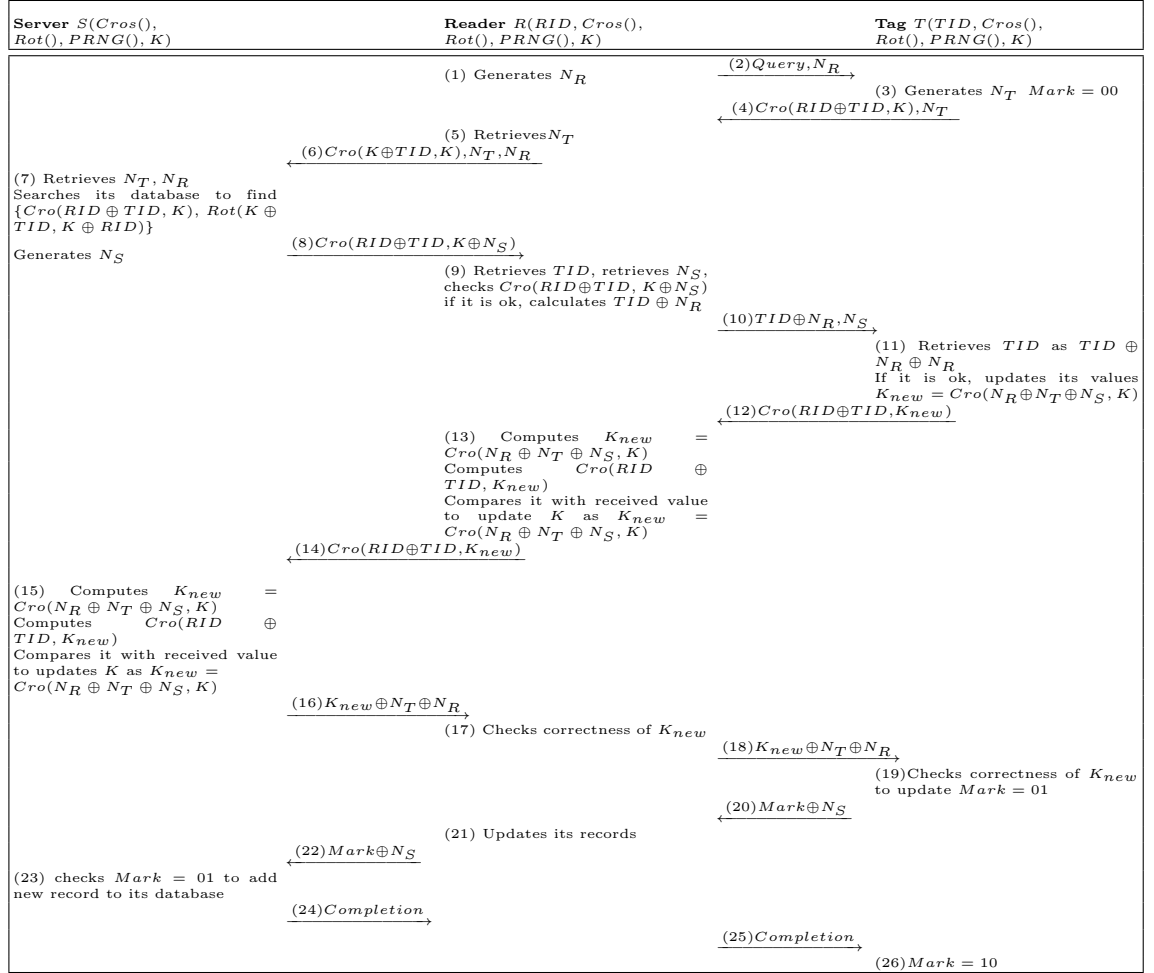 Server S(Cros(),
Rot(), PRNG(), K)
Reader R(RID, Cros(),
Rot(), PRNG(), K)
Tag T(TID, Cros(),
Rot(), PRNG(), K)
(1) Generates N_R
(2)Query,N_R
(3) Generates N_T Mark = 00
(4)Cro(RID⊕TID,K),N_T
(5) RetrievesN_T
(6)Cro(K⊕TID,K),N_T,N_R
(7) Retrieves N_T, N_R
Searches its database to find
{Cro(RID ⊕ TID, K), Rot(K ⊕
TID, K ⊕ RID)}
Generates N_S
(8)Cro(RID⊕TID,K⊕N_S)
(9) Retrieves TID, retrieves N_S,
checks Cro(RID⊕TID, K⊕N_S)
if it is ok, calculates TID ⊕ N_R
(10)TID⊕N_R,N_S
(11) Retrieves TID as TID ⊕
N_R ⊕ N_R
If it is ok, updates its values
K_new = Cro(N_R⊕N_T⊕N_S, K)
(12)Cro(RID⊕TID,K_new)
(13) Computes K_new =
Cro(N_R ⊕ N_T ⊕ N_S, K)
Computes Cro(RID ⊕
TID, K_new)
Compares it with received value
to update K as K_new =
Cro(N_R ⊕ N_T ⊕ N_S, K)
(14)Cro(RID⊕TID,K_new)
(15) Computes K_new =
Cro(N_R ⊕ N_T ⊕ N_S, K)
Computes Cro(RID ⊕
TID, K_new)
Compares it with received value
to updates K as K_new =
Cro(N_R ⊕ N_T ⊕ N_S, K)
(16)K_new⊕N_T⊕N_R
(17) Checks correctness of K_new
(18)K_new⊕N_T⊕N_R
(19)Checks correctness of K_new
to update Mark = 01
(20)Mark⊕N_S
(21) Updates its records
(22)Mark⊕N_S
(23) checks Mark = 01 to add
new record to its database
(24)Completion
(25)Completion
(26)Mark = 10